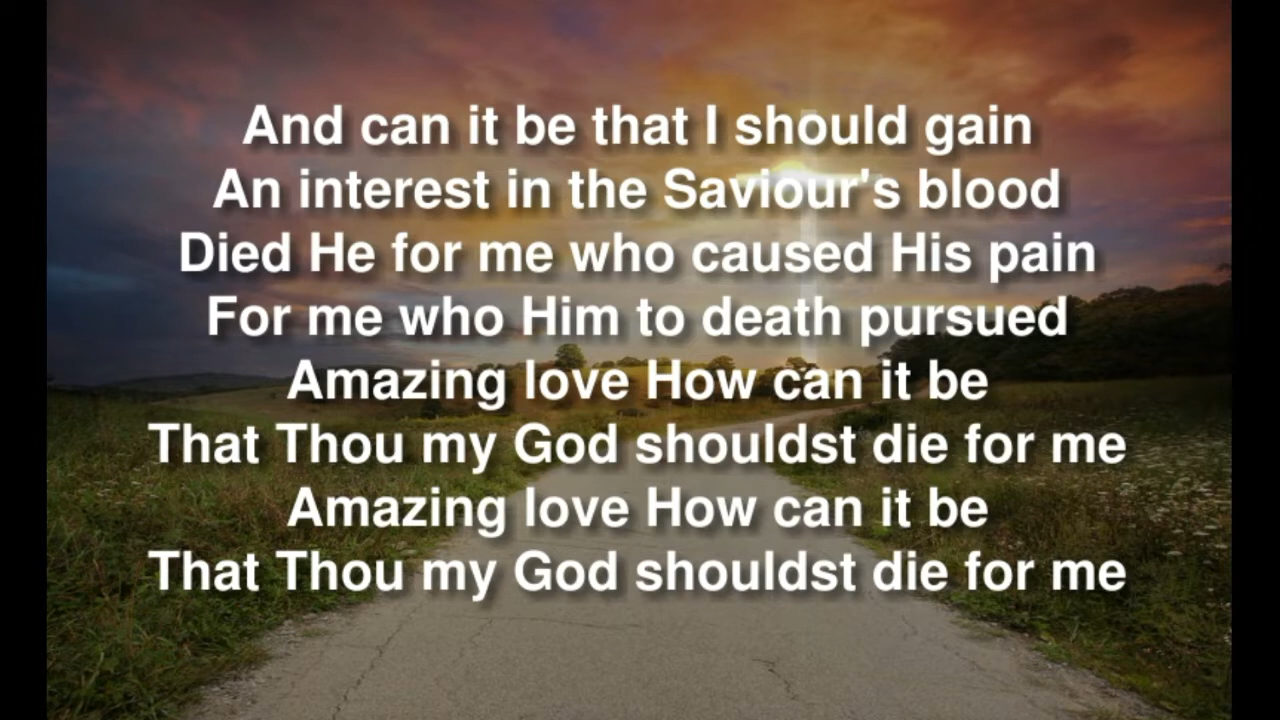 And can it be that I should gain
An interest in the Saviour's blood
Died He for me who caused His pain
For me who Him to death pursued
Amazing love How can it be
That Thou my God shouldst die for me
Amazing love How can it be
That Thou my God shouldst die for me